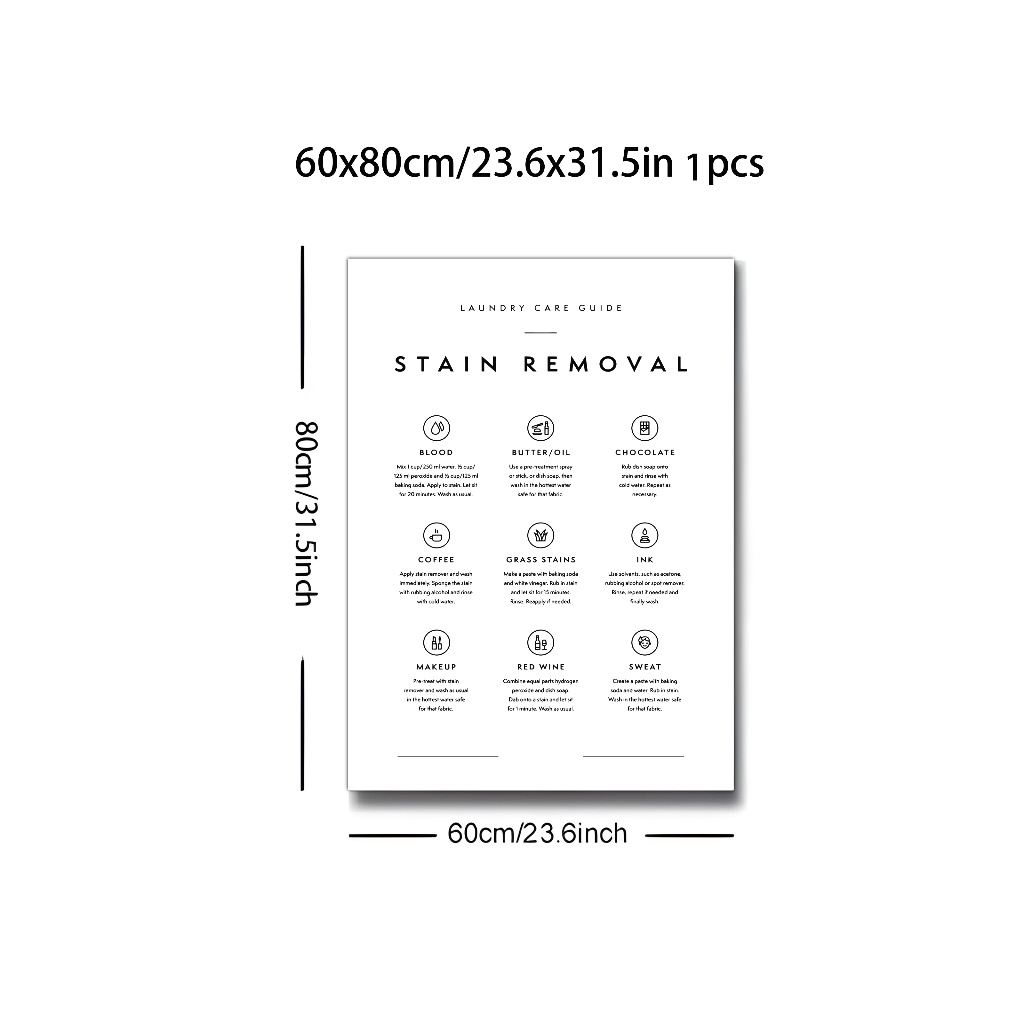 60x80cm/23.6x31.5in 1pcs
80cm/31.5inch
LAUNDRY CARE GUIDE
STAIN REMOVAL
BLOOD
Mix 1 cup/250 ml water, ½ cup/
125 ml peroxide and ½ cup/125 ml
baking soda. Apply to stain. Let sit
for 20 minutes. Wash as usual.
BUTTER/OIL
Use a pre-treatment spray
or stick, or dish soap, then
wash in the hottest water
safe for that fabric.
CHOCOLATE
Rub dish soap onto
stain and rinse with
cold water. Repeat as
necessary.
COFFEE
Apply stain remover and wash
immediately. Sponge the stain
with rubbing alcohol and rinse
with cold water.
GRASS STAINS
Make a paste with baking soda
and white vinegar. Rub in stain
and let sit for 15 minutes.
Rinse. Reapply if needed.
INK
Use solvents, such as acetone,
rubbing alcohol or spot remover.
Rinse, repeat if needed and
finally wash.
MAKEUP
Pre-treat with stain
remover and wash as usual
in the hottest water safe
for that fabric.
RED WINE
Combine equal parts hydrogen
peroxide and dish soap.
Dab onto a stain and let sit
for 1 minute. Wash as usual.
SWEAT
Create a paste with baking
soda and water. Rub in stain.
Wash in the hottest water safe
for that fabric.
60cm/23.6inch